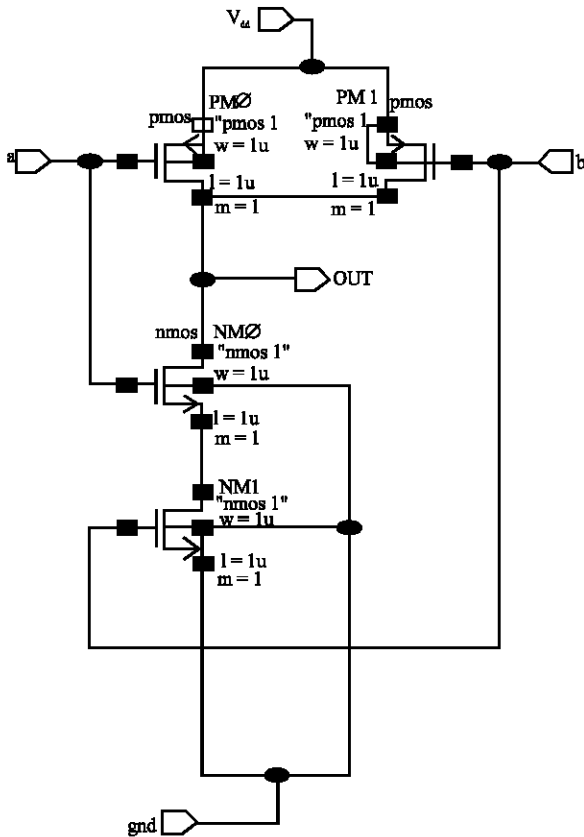 Vdd
PMØ
pmos
"pmos 1
w = 1u
l = 1u
m = 1
PM 1
pmos
"pmos 1
w = 1u
l = 1u
m = 1
a
b
OUT
nmos
NMØ
"nmos 1"
w = 1u
l = 1u
m = 1
NM1
"nmos 1"
w = 1u
l = 1u
m = 1
gnd